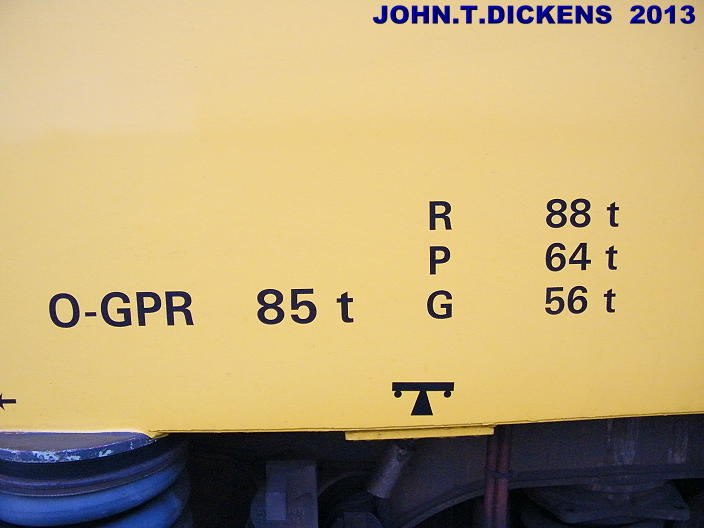 JOHN.T.DICKENS 2013
R 88 t
P 64 t
O-GPR 85 t G 56 t